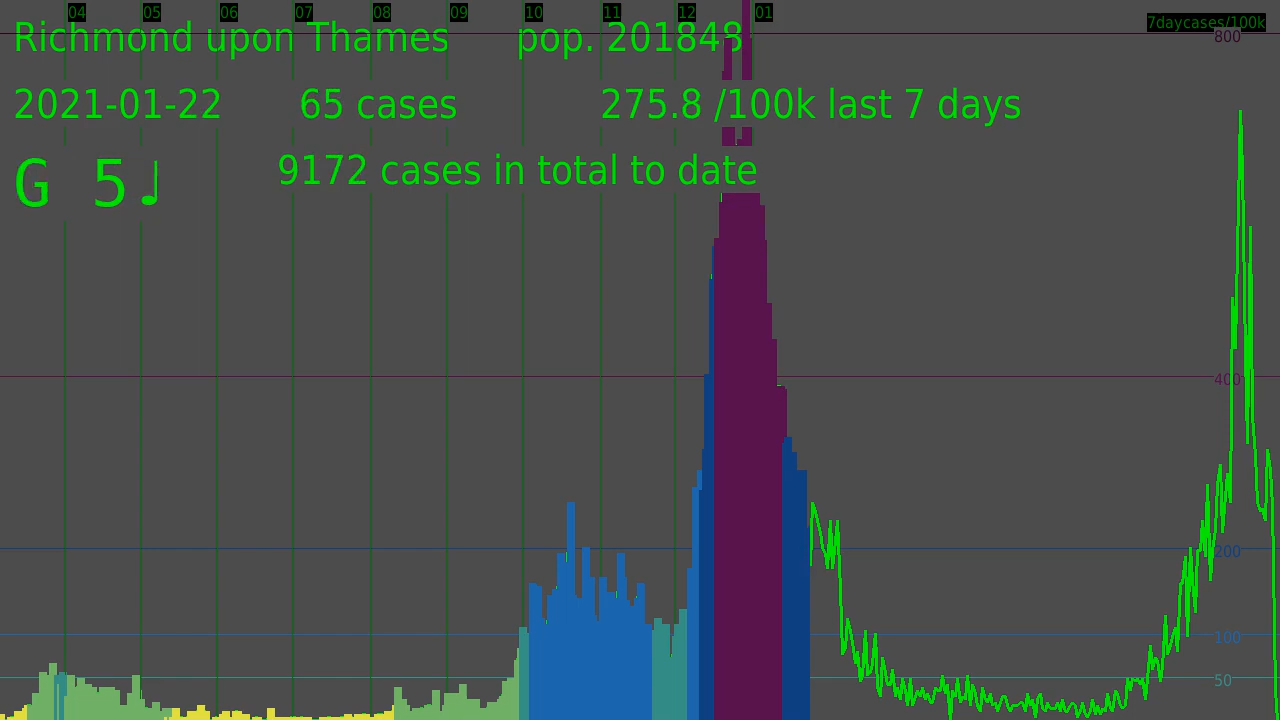 04 05 06 07 08 09 10 11 12 01
7daycases/100k
Richmond upon Thames pop. 201848
800
2021-01-22 65 cases 275.8 /100k last 7 days
G 5♩ 9172 cases in total to date
400
200
100
50